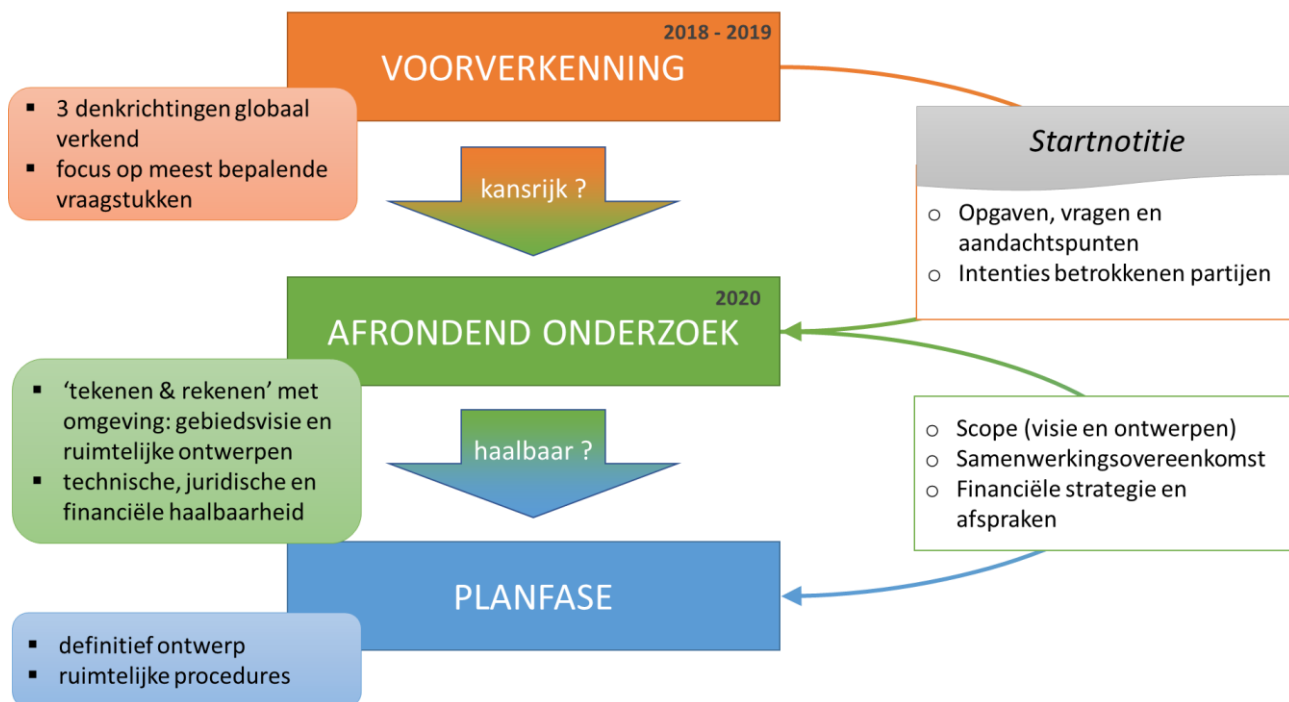 2018 - 2019
VOORVERKENNING
▪ 3 denkrichtingen globaal
verkend
▪ focus op meest bepalende
vraagstukken
kansrijk ?
Startnotitie
o Opgaven, vragen en
aandachtspunten
o Intenties betrokkenen partijen
2020
AFRONDEND ONDERZOEK
▪ ‘tekenen & rekenen’ met
omgeving: gebiedsvisie en
ruimtelijke ontwerpen
▪ technische, juridische en
financiële haalbaarheid
haalbaar ?
o Scope (visie en ontwerpen)
o Samenwerkingsovereenkomst
o Financiële strategie en
afspraken
PLANFASE
▪ definitief ontwerp
▪ ruimtelijke procedures